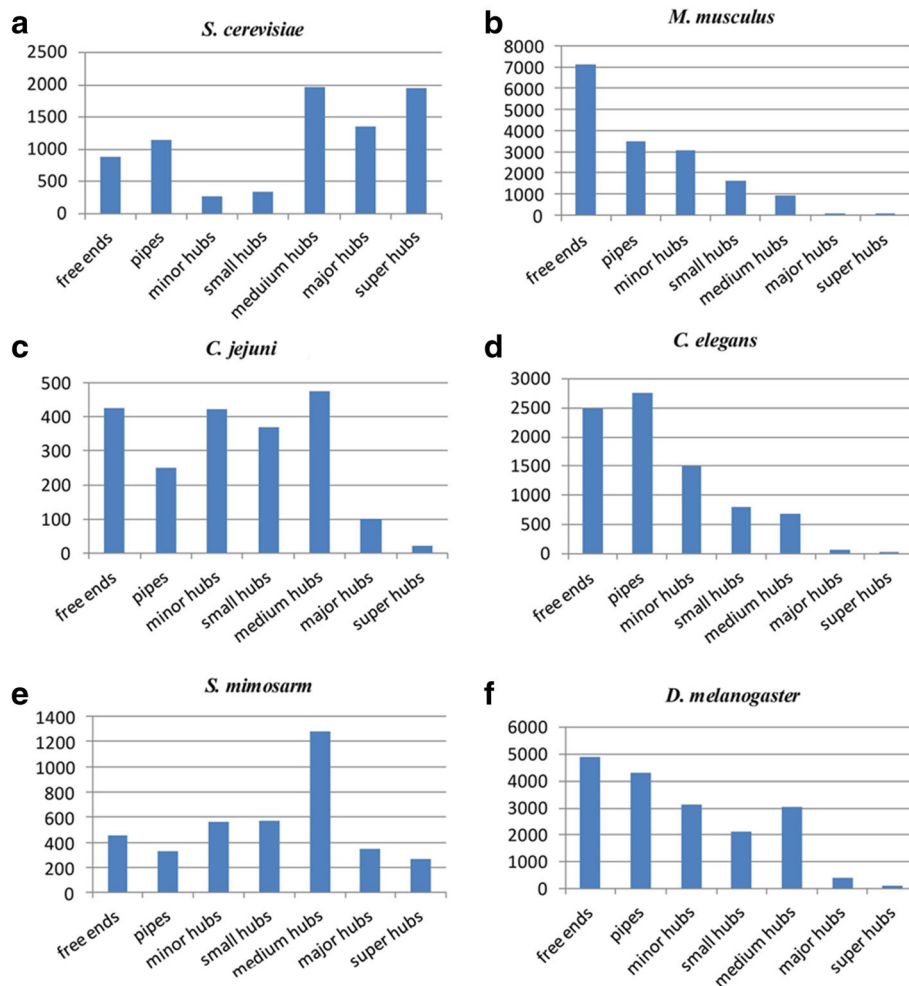 a
S. cerevisiae
2500
2000
1500
1000
500
0
free ends
pipes
minor hubs
small hubs
meduium hubs
major hubs
super hubs
b
M. musculus
8000
7000
6000
5000
4000
3000
2000
1000
0
free ends
pipes
minor hubs
small hubs
medium hubs
major hubs
super hubs
c
C. jejuni
500
400
300
200
100
0
free ends
pipes
minor hubs
small hubs
medium hubs
major hubs
super hubs
d
C. elegans
3000
2500
2000
1500
1000
500
0
free ends
pipes
minor hubs
small hubs
medium hubs
major hubs
super hubs
e
S. mimosarm
1400
1200
1000
800
600
400
200
0
free ends
pipes
minor hubs
small hubs
medium hubs
major hubs
super hubs
f
D. melanogaster
6000
5000
4000
3000
2000
1000
0
free ends
pipes
minor hubs
small hubs
medium hubs
major hubs
super hubs